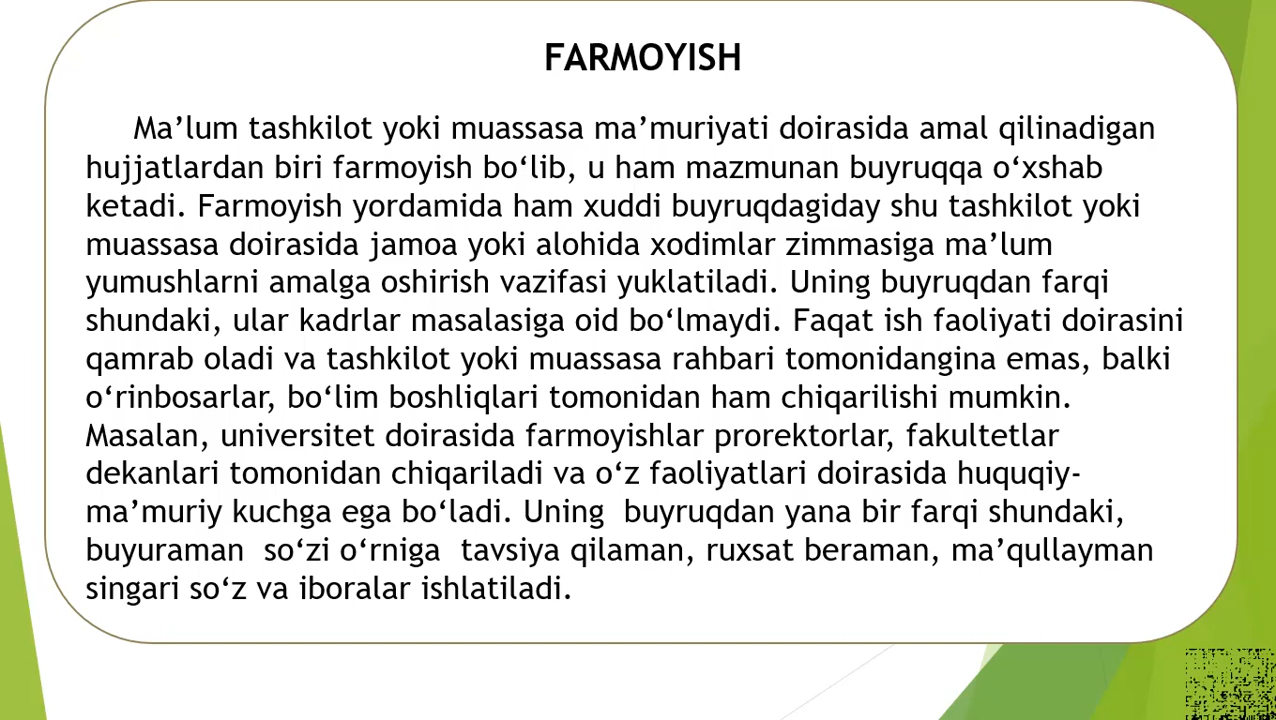 FARMOYISH
Ma’lum tashkilot yoki muassasa ma’muriyati doirasida amal qilinadigan
hujjatlardan biri farmoyish bo‘lib, u ham mazmunan buyruqqa o‘xshab
ketadi. Farmoyish yordamida ham xuddi buyruqdagiday shu tashkilot yoki
muassasa doirasida jamoa yoki alohida xodimlar zimmasiga ma’lum
yumushlarni amalga oshirish vazifasi yuklatiladi. Uning buyruqdan farqi
shundaki, ular kadrlar masalasiga oid bo‘lmaydi. Faqat ish faoliyati doirasini
qamrab oladi va tashkilot yoki muassasa rahbari tomonidangina emas, balki
o‘rinbosarlar, bo‘lim boshliqlari tomonidan ham chiqarilishi mumkin.
Masalan, universitet doirasida farmoyishlar prorektorlar, fakultetlar
dekanlari tomonidan chiqariladi va o‘z faoliyatlari doirasida huquqiy-
ma’muriy kuchga ega bo‘ladi. Uning  buyruqdan yana bir farqi shundaki,
buyuraman  so‘zi o‘rniga  tavsiya qilaman, ruxsat beraman, ma’qullayman
singari so‘z va iboralar ishlatiladi.